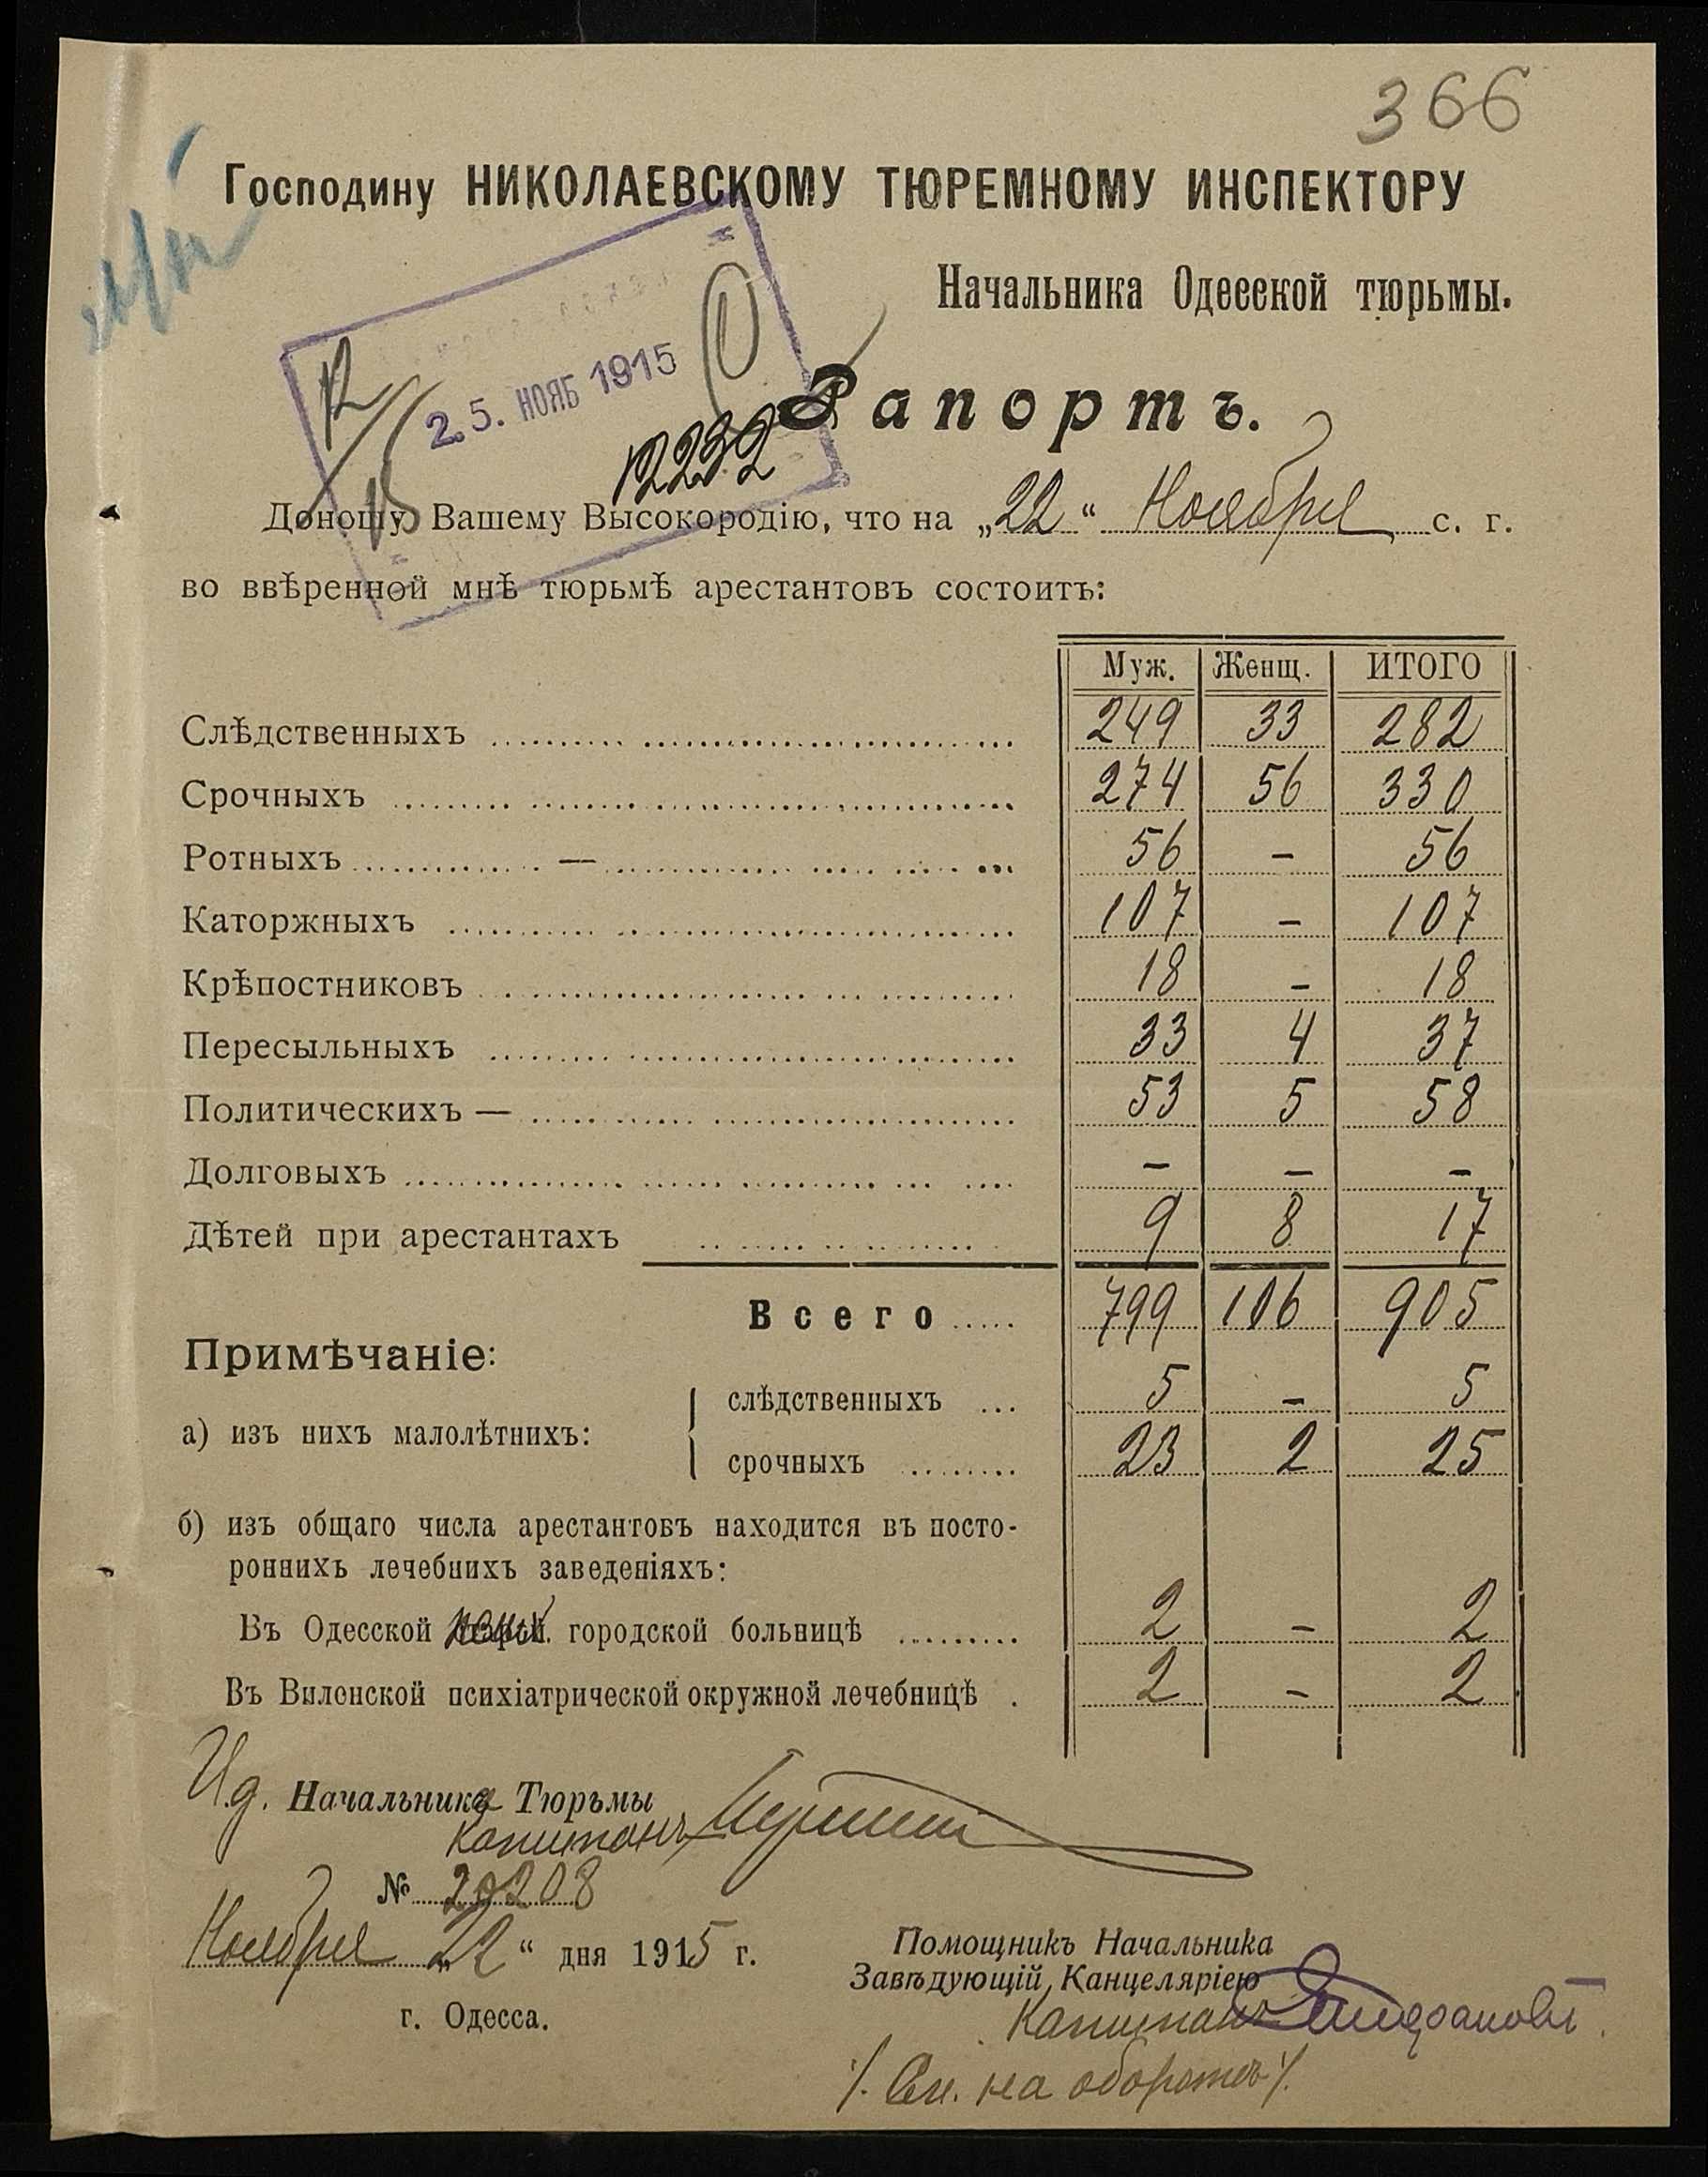 366
Господину НИКОЛАЕВСКОМУ ТЮРЕМНОМУ ИНСПЕКТОРУ
Начальника Одесской тюрьмы.
25. НОЯБ 1915
12232
Рапортъ.
Доношу Вашему Высокородію, что на „22“ Ноября с. г.
во ввѣренной мнѣ тюрьмѣ арестантовъ состоитъ:
Муж. Женщ. ИТОГО
Слѣдственныхъ 249 33 282
Срочныхъ 274 56 330
Ротныхъ — 56 - 56
Каторжныхъ 107 - 107
Крѣпостниковъ 18 - 18
Пересыльныхъ 33 4 37
Политическихъ — 53 5 58
Долговыхъ - - -
Дѣтей при арестантахъ 9 8 17
Всего 799 106 905
Примѣчаніе:
а) изъ нихъ малолѣтнихъ:
слѣдственныхъ 5 - 5
срочныхъ 23 2 25
б) изъ общаго числа арестантовъ находится въ посто-
роннихъ лечебнихъ заведеніяхъ:
Въ Одесской городской больницѣ 2 - 2
Въ Виленской психіатрической окружной лечебницѣ 2 - 2
И.д. Начальника Тюрьмы
Капитанъ
№ 20208
Ноября „22“ дня 1915 г.
г. Одесса.
Помощникъ Начальника
Завѣдующій Канцеляріею
Капитанъ
/. См. на оборотѣ /.